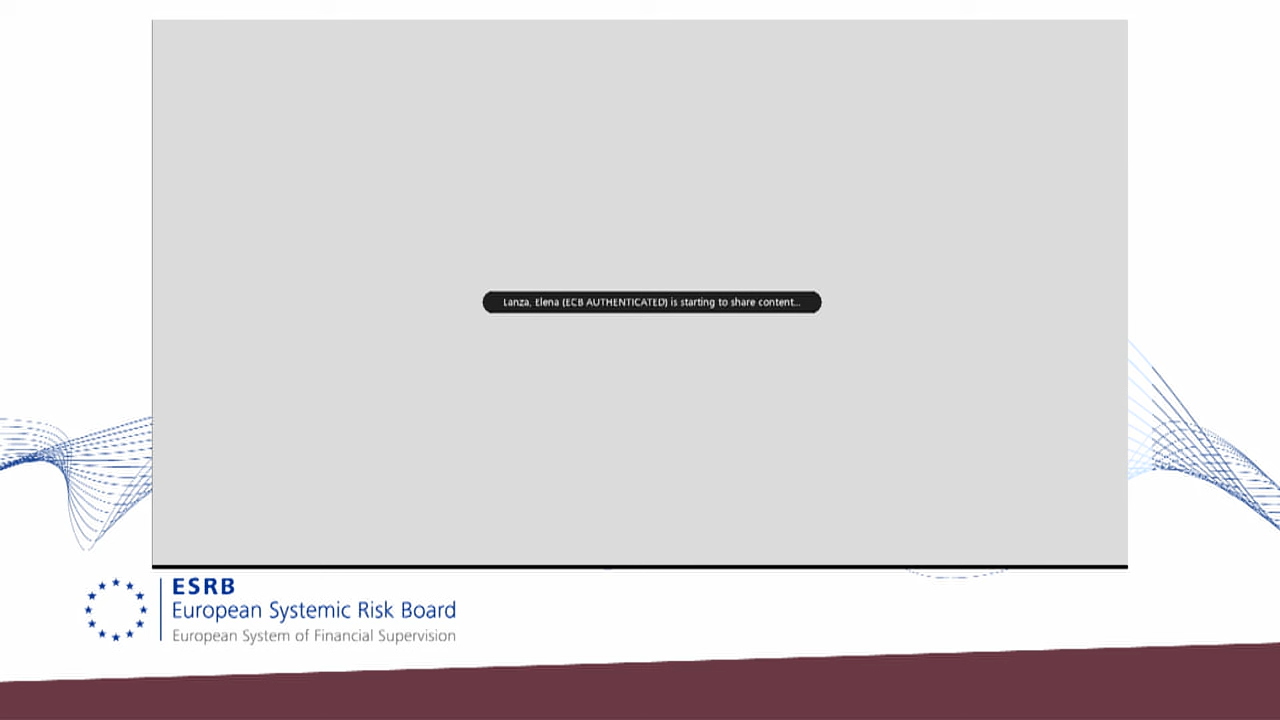 Lanza, Elena (ECB AUTHENTICATED) is starting to share content...
ESRB
European Systemic Risk Board
European System of Financial Supervision